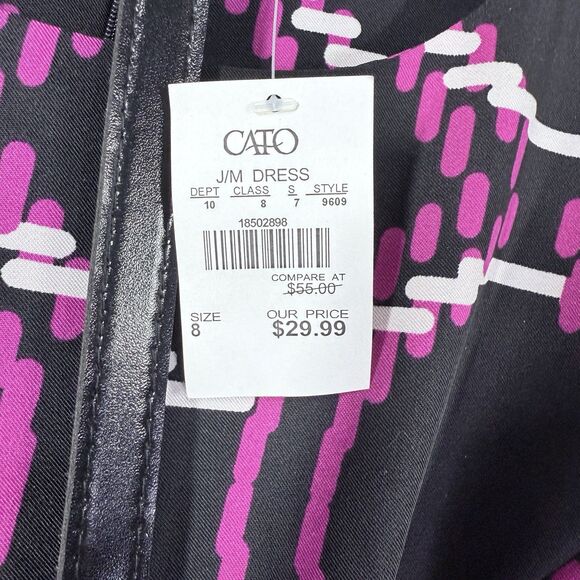 CATO
J/M DRESS
DEPT CLASS S STYLE
10 8 7 9609
18502898
COMPARE AT
$55.00
SIZE OUR PRICE
8 $29.99